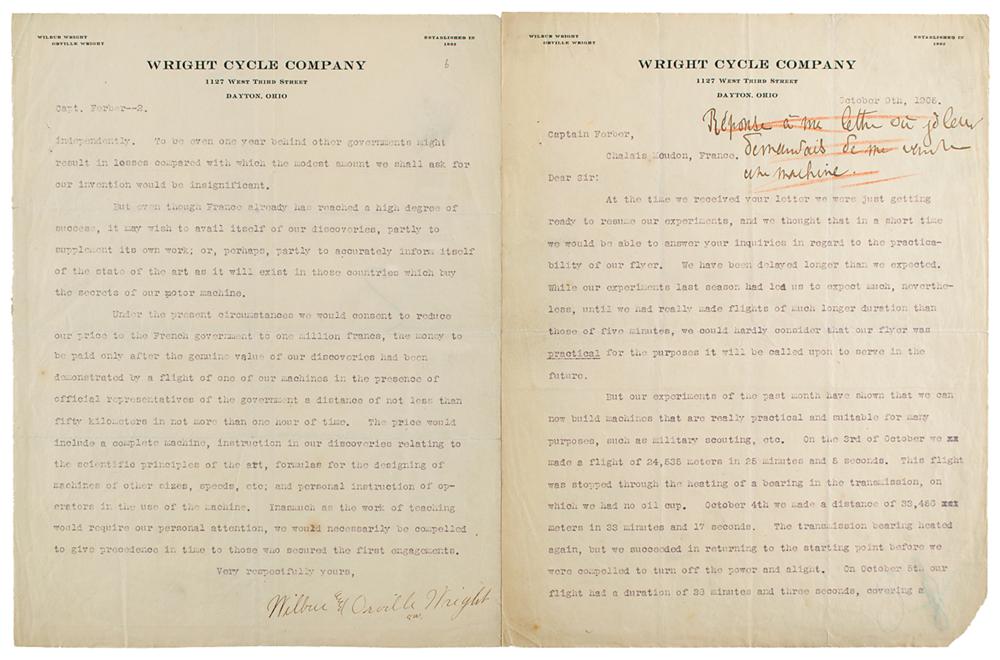 WILBUR WRIGHT
ORVILLE WRIGHT
ESTABLISHED IN
1892
WRIGHT CYCLE COMPANY
6
1127 WEST THIRD STREET
DAYTON, OHIO
Capt. Ferber--2.
independently. To be even one year behind other governments might
result in losses compared with which the modest amount we shall ask for
our invention would be insignificant.
But even though France already has reached a high degree of
success, it may wish to avail itself of our discoveries, partly to
supplement its own work; or, perhaps, partly to accurately inform itself
of the state of the art as it will exist in those countries which buy
the secrets of our motor machine.
Under the present circumstances we would consent to reduce
our price to the French government to one million francs, the money to
be paid only after the genuine value of our discoveries had been
demonstrated by a flight of one of our machines in the presence of
official representatives of the government a distance of not less than
fifty kilometers in not more than one hour of time. The price would
include a complete machine, instruction in our discoveries relating to
the scientific principles of the art, formulas for the designing of
machines of other sizes, speeds, etc; and personal instruction of op-
erators in the use of the machine. Inasmuch as the work of teaching
would require our personal attention, we would necessarily be compelled
to give precedence in time to those who secured the first engagements.
Very respectfully yours,
Wilbur & Orville Wright
ow.
WILBUR WRIGHT
ORVILLE WRIGHT
ESTABLISHED IN
1892
WRIGHT CYCLE COMPANY
1127 WEST THIRD STREET
DAYTON, OHIO
October 9th, 1905.
Réponse à me lettre où je leur
demandais de me vendre
une machine.
Captain Ferber,
Chalais Meudon, France.
Dear Sir:
At the time we received your letter we were just getting
ready to resume our experiments, and we thought that in a short time
we would be able to answer your inquiries in regard to the practica-
bility of our flyer. We have been delayed longer than we expected.
While our experiments last season had led us to expect much, neverthe-
less, until we had really made flights of much longer duration than
those of five minutes, we could hardly consider that our flyer was
practical for the purposes it will be called upon to serve in the
future.
But our experiments of the past month have shown that we can
now build machines that are really practical and suitable for many
purposes, such as military scouting, etc. On the 3rd of October we xx
made a flight of 24,535 meters in 25 minutes and 5 seconds. This flight
was stopped through the heating of a bearing in the transmission, on
which we had no oil cup. October 4th we made a distance of 33,456 xxx
meters in 33 minutes and 17 seconds. The transmission bearing heated
again, but we succeeded in returning to the starting point before we
were compelled to turn off the power and alight. On October 5th our
flight had a duration of 38 minutes and three seconds, covering a